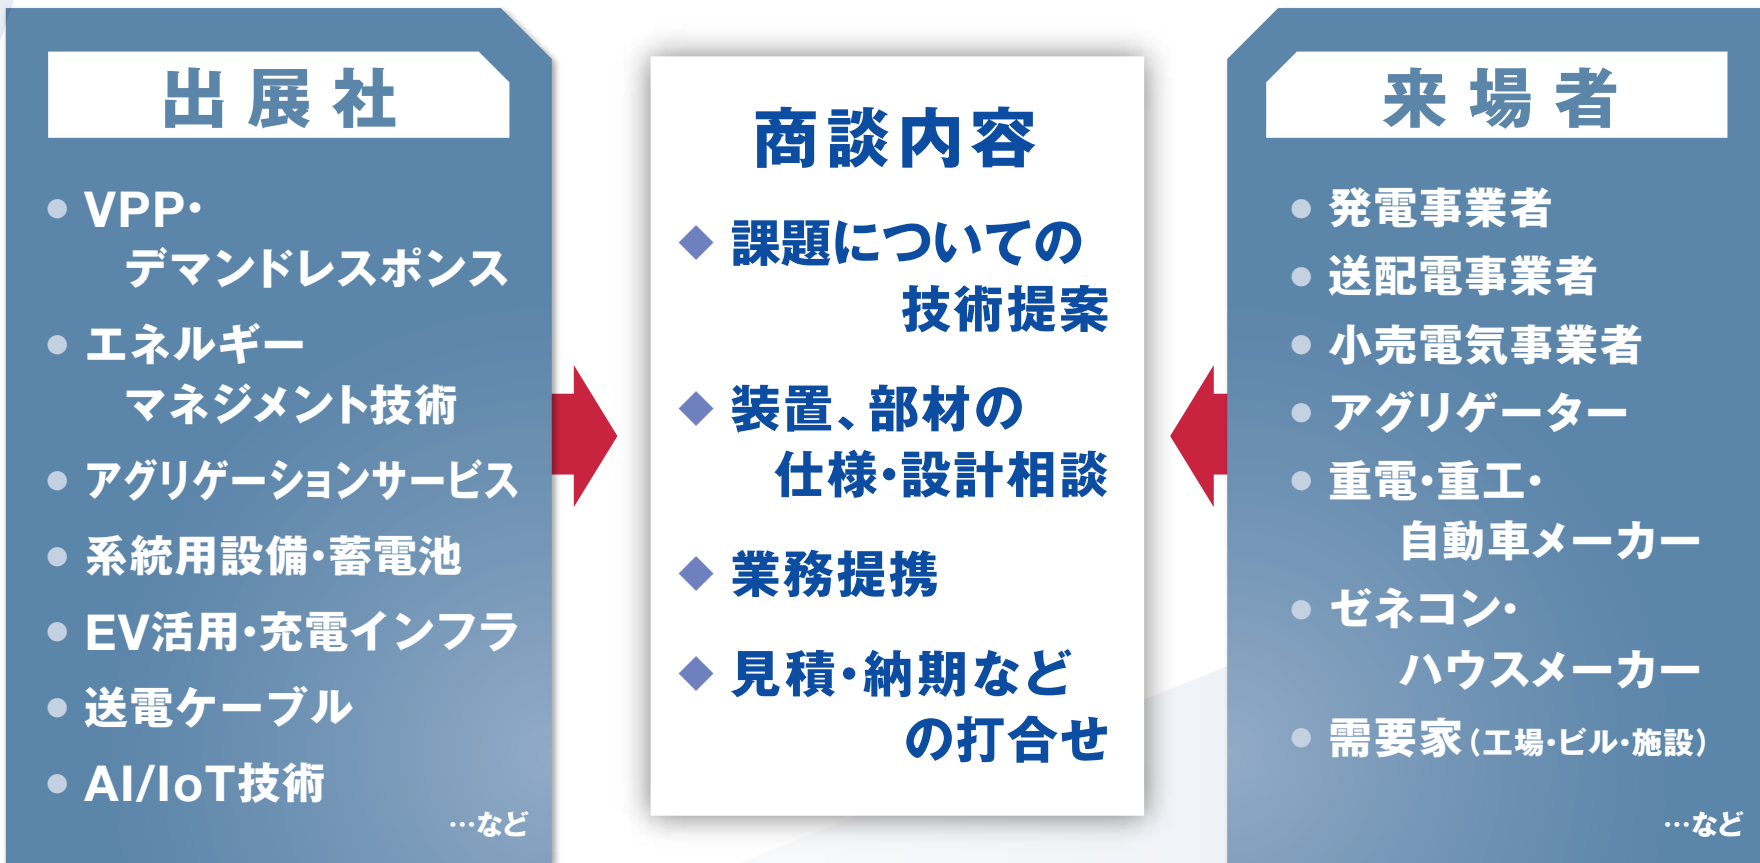 出展社
● VPP・
デマンドレスポンス
● エネルギー
マネジメント技術
● アグリゲーションサービス
● 系統用設備・蓄電池
● EV活用・充電インフラ
● 送電ケーブル
● AI/IoT技術
…など
商談内容
◆ 課題についての
技術提案
◆ 装置、部材の
仕様・設計相談
◆ 業務提携
◆ 見積・納期など
の打合せ
来場者
● 発電事業者
● 送配電事業者
● 小売電気事業者
● アグリゲーター
● 重電・重工・
自動車メーカー
● ゼネコン・
ハウスメーカー
● 需要家（工場・ビル・施設）
…など